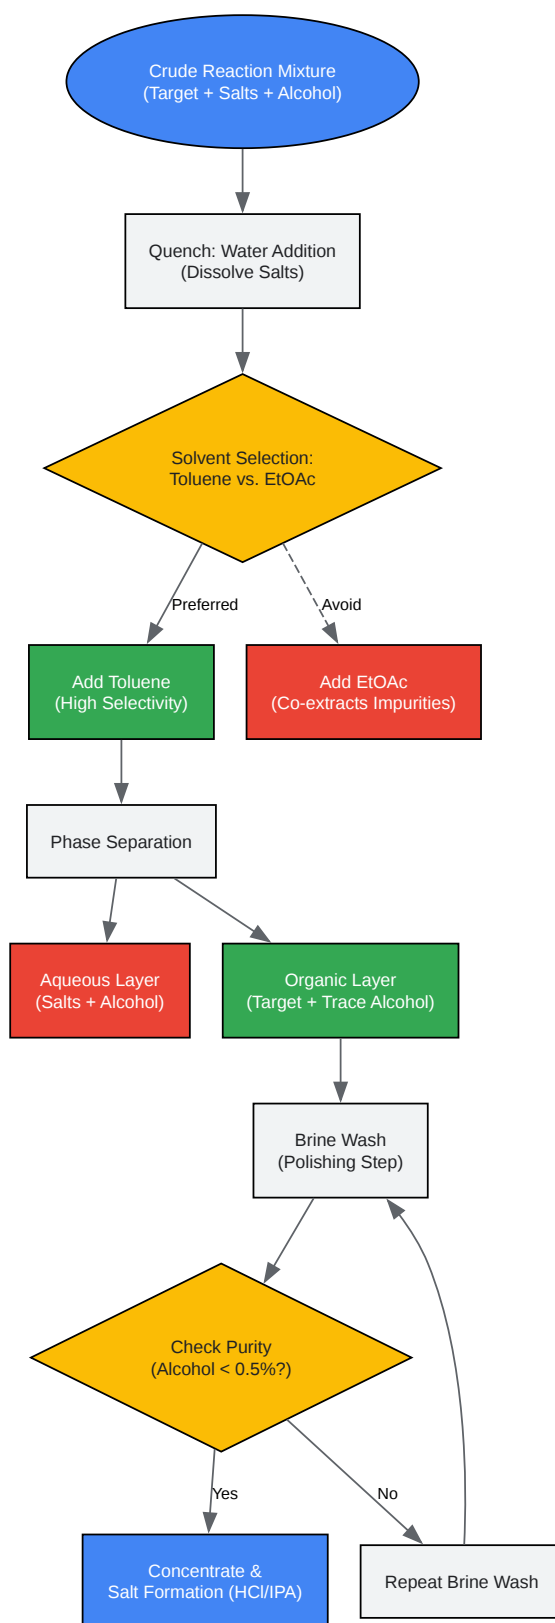 Crude Reaction Mixture
(Target + Salts + Alcohol)
Quench: Water Addition
(Dissolve Salts)
Solvent Selection:
Toluene vs. EtOAc
Preferred
Avoid
Add Toluene
(High Selectivity)
Add EtOAc
(Co-extracts Impurities)
Phase Separation
Aqueous Layer
(Salts + Alcohol)
Organic Layer
(Target + Trace Alcohol)
Brine Wash
(Polishing Step)
Check Purity
(Alcohol < 0.5%?)
Yes
No
Concentrate &
Salt Formation (HCl/IPA)
Repeat Brine Wash